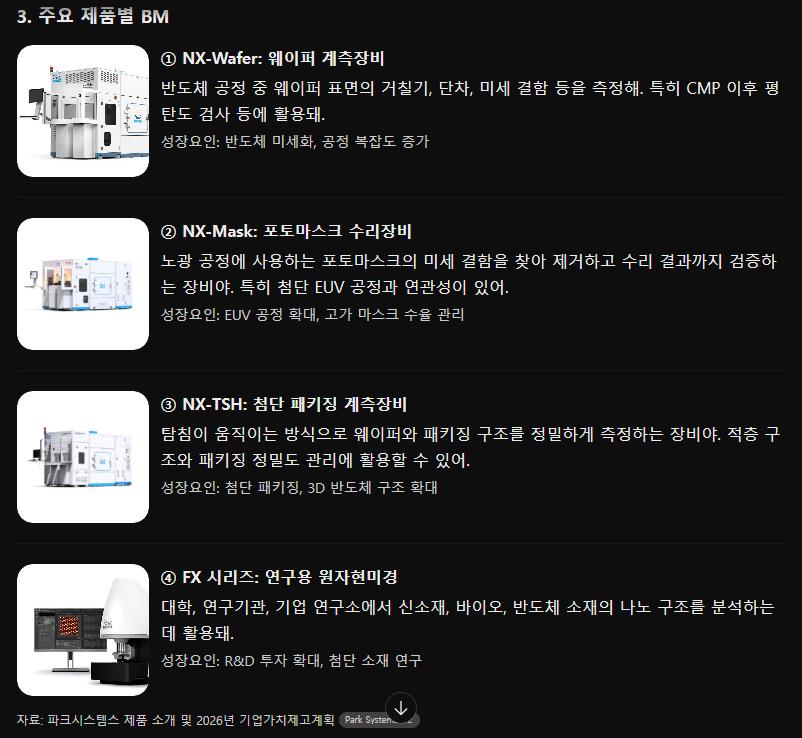 3. 주요 제품별 BM
① NX-Wafer: 웨이퍼 계측장비
반도체 공정 중 웨이퍼 표면의 거칠기, 단차, 미세 결함 등을 측정해. 특히 CMP 이후 평
탄도 검사 등에 활용돼.
성장요인: 반도체 미세화, 공정 복잡도 증가
② NX-Mask: 포토마스크 수리장비
노광 공정에 사용하는 포토마스크의 미세 결함을 찾아 제거하고 수리 결과까지 검증하
는 장비야. 특히 첨단 EUV 공정과 연관성이 있어.
성장요인: EUV 공정 확대, 고가 마스크 수율 관리
③ NX-TSH: 첨단 패키징 계측장비
탐침이 움직이는 방식으로 웨이퍼와 패키징 구조를 정밀하게 측정하는 장비야. 적층 구
조와 패키징 정밀도 관리에 활용할 수 있어.
성장요인: 첨단 패키징, 3D 반도체 구조 확대
④ FX 시리즈: 연구용 원자현미경
대학, 연구기관, 기업 연구소에서 신소재, 바이오, 반도체 소재의 나노 구조를 분석하는
데 활용돼.
성장요인: R&D 투자 확대, 첨단 소재 연구
자료: 파크시스템스 제품 소개 및 2026년 기업가치제고계획 Park System